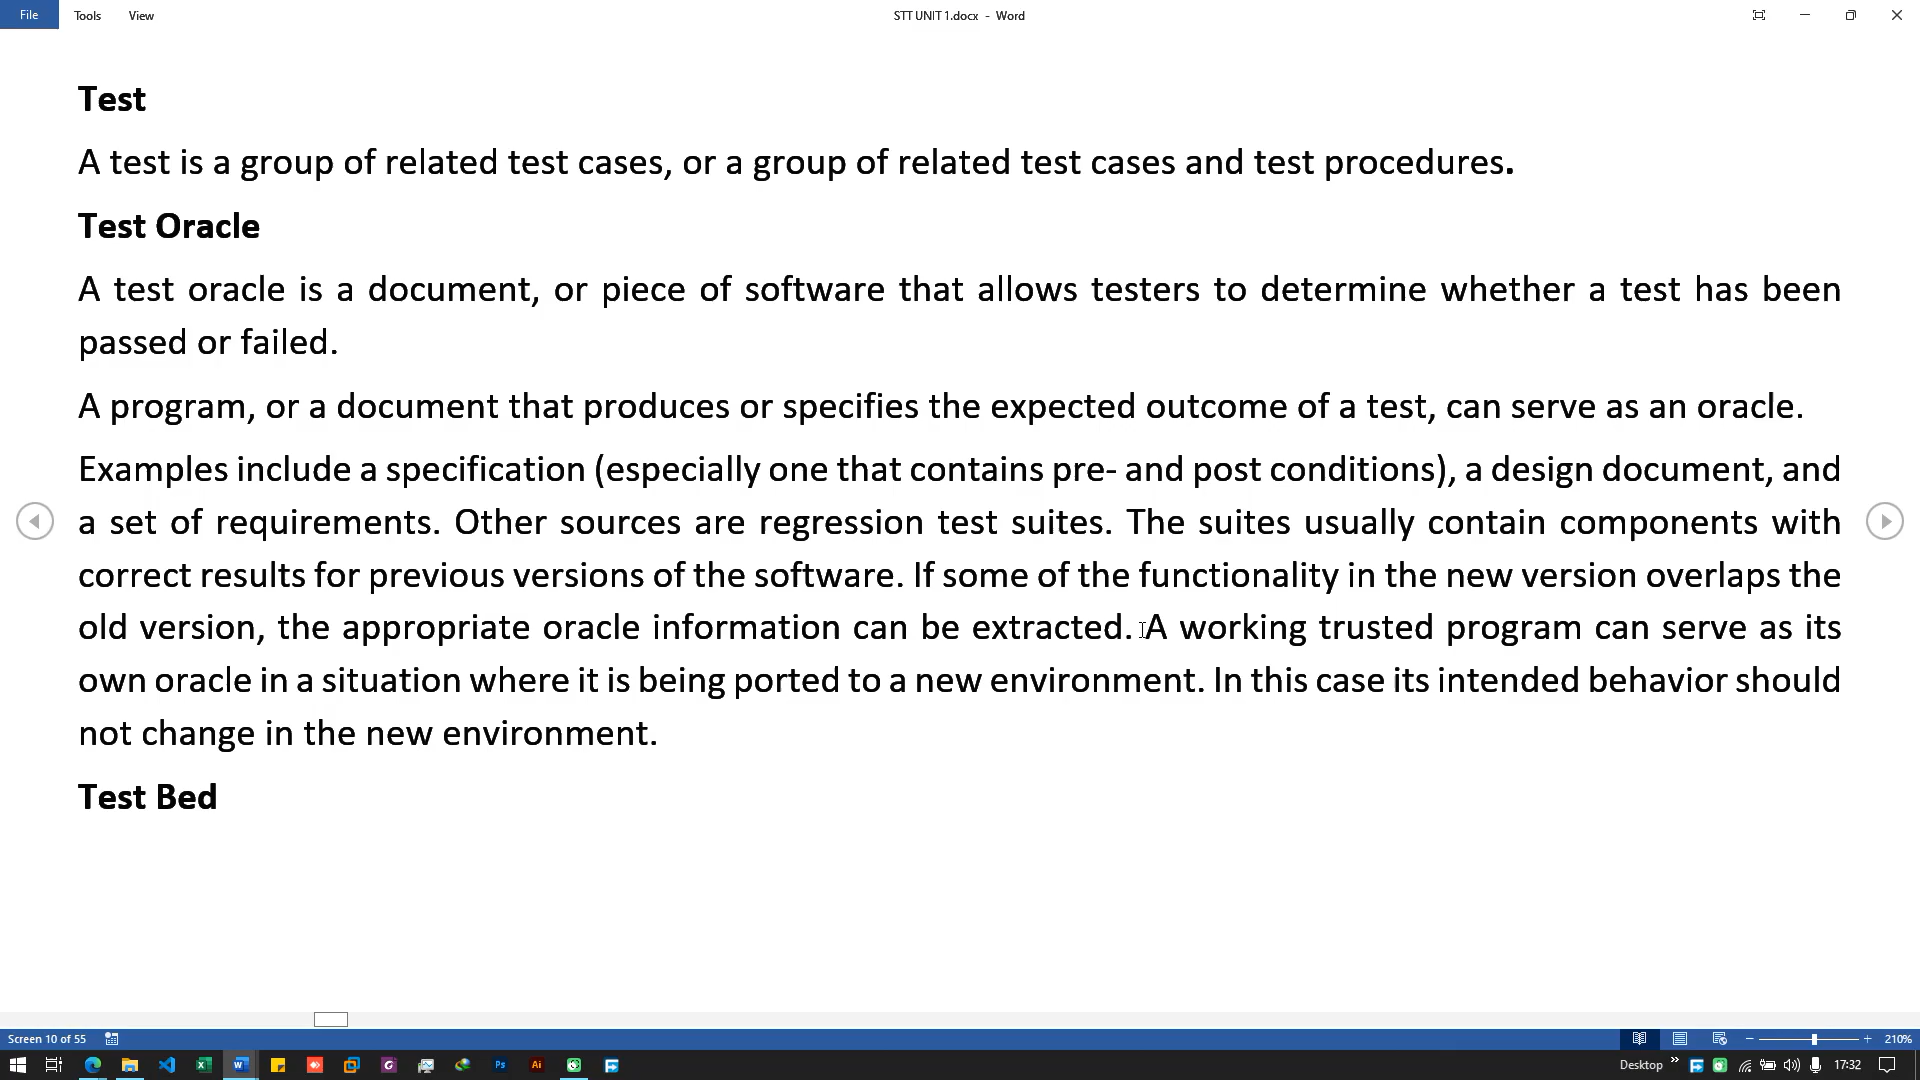 File Tools View STT UNIT 1.docx - Word
Test
A test is a group of related test cases, or a group of related test cases and test procedures.
Test Oracle
A test oracle is a document, or piece of software that allows testers to determine whether a test has been
passed or failed.
A program, or a document that produces or specifies the expected outcome of a test, can serve as an oracle.
Examples include a specification (especially one that contains pre- and post conditions), a design document, and
a set of requirements. Other sources are regression test suites. The suites usually contain components with
correct results for previous versions of the software. If some of the functionality in the new version overlaps the
old version, the appropriate oracle information can be extracted. A working trusted program can serve as its
own oracle in a situation where it is being ported to a new environment. In this case its intended behavior should
not change in the new environment.
Test Bed
Screen 10 of 55 210%
Desktop 17:32